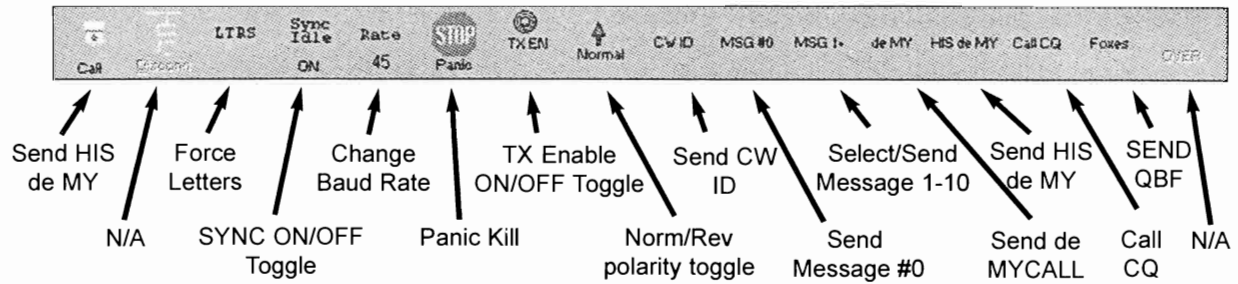 LTRS
Sync
Idle
Rate
STOP
TXEN
Normal
CW ID
MSG #0
MSG 1+
de MY
HIS de MY
Call CQ
Foxes
OVER
Call
Disconn
ON
45
Panic
Send HIS
de MY
Force
Letters
Change
Baud Rate
TX Enable
ON/OFF Toggle
Send CW
ID
Select/Send
Message 1-10
Send HIS
de MY
SEND
QBF
N/A
SYNC ON/OFF
Toggle
Panic Kill
Norm/Rev
polarity toggle
Send
Message #0
Send de
MYCALL
Call
CQ
N/A